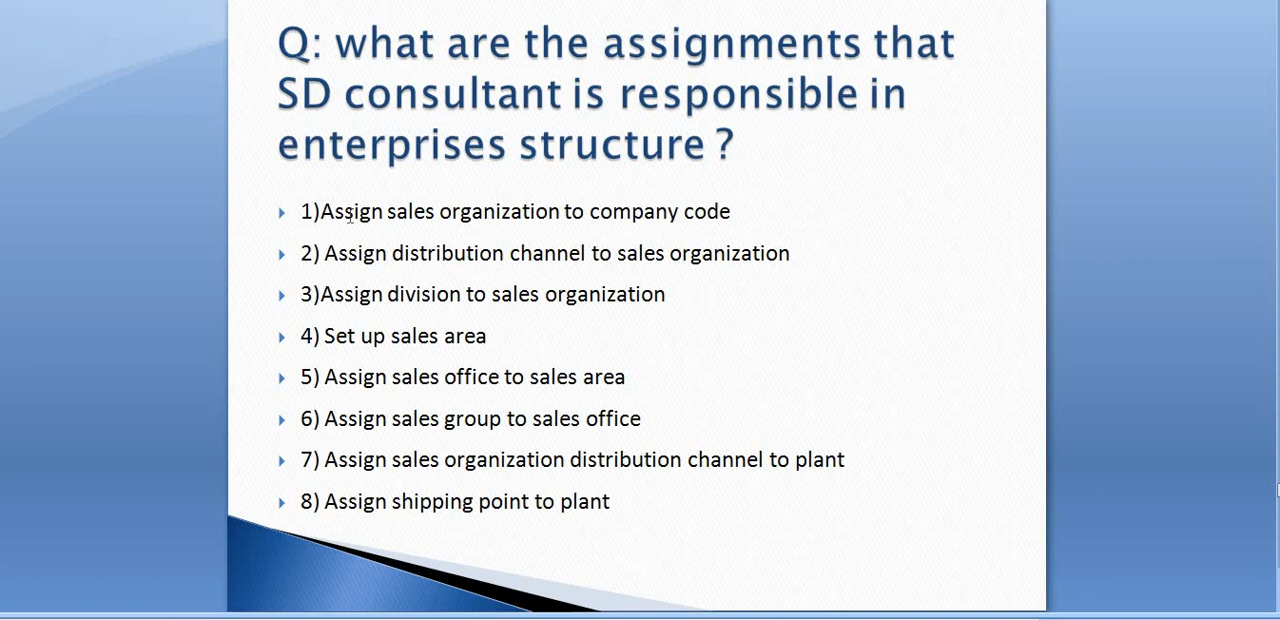 Q: what are the assignments that
SD consultant is responsible in
enterprises structure ?
1)Assign sales organization to company code
2) Assign distribution channel to sales organization
3)Assign division to sales organization
4) Set up sales area
5) Assign sales office to sales area
6) Assign sales group to sales office
7) Assign sales organization distribution channel to plant
8) Assign shipping point to plant